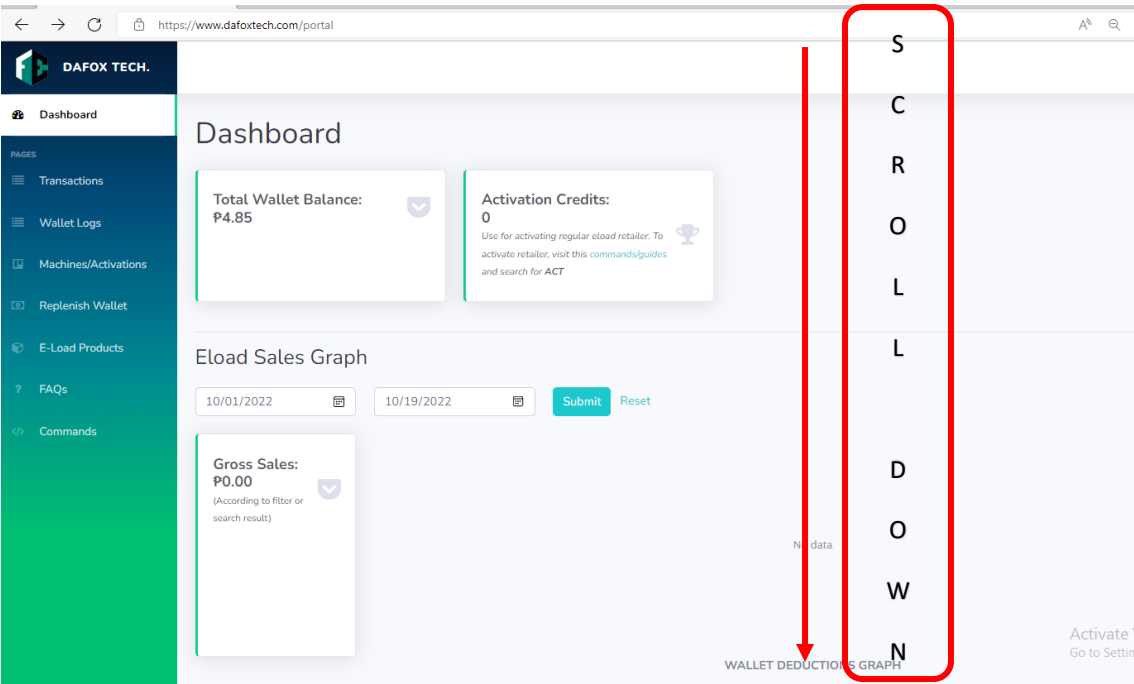 https://www.dafoxtech.com/portal
DAFOX TECH.
Dashboard
PAGES
Transactions
Wallet Logs
Machines/Activations
Replenish Wallet
E-Load Products
FAQs
Commands
Dashboard
Total Wallet Balance:
₱4.85
Activation Credits:
0
Use for activating regular eload retailer. To
activate retailer, visit this commands/guides
and search for ACT
Eload Sales Graph
10/01/2022
10/19/2022
Submit
Reset
Gross Sales:
₱0.00
(According to filter or
search result)
No data
WALLET DEDUCTIONS GRAPH
S
C
R
O
L
L
D
O
W
N
Activate
Go to